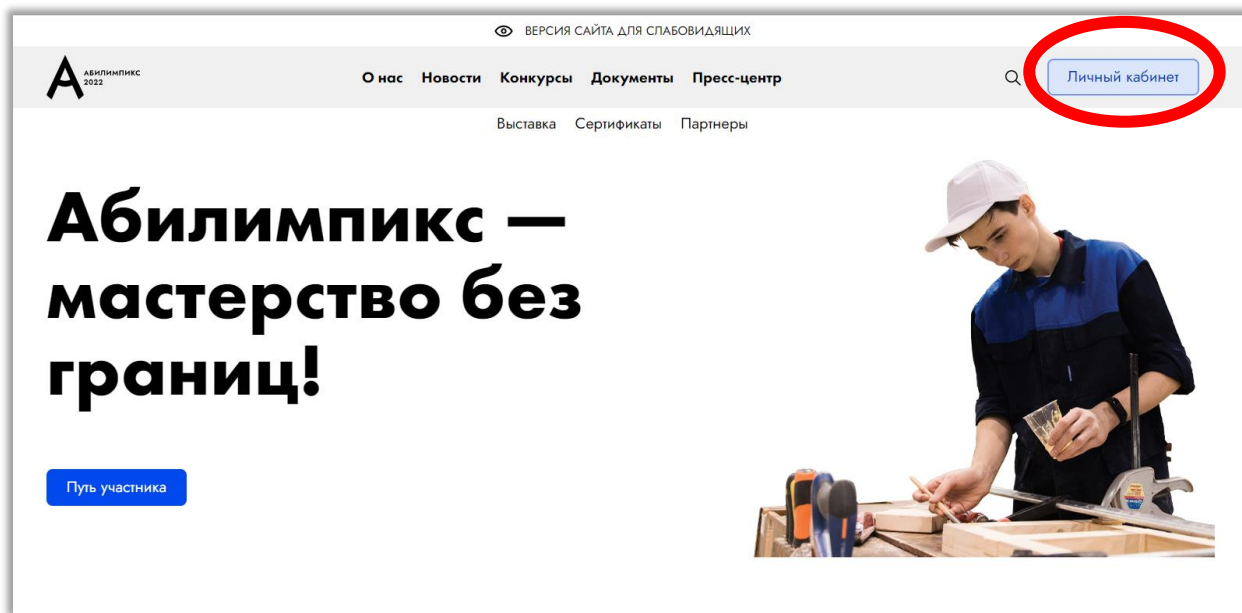 ВЕРСИЯ САЙТА ДЛЯ СЛАБОВИДЯЩИХ
АБИЛИМПИКС
2022
О нас Новости Конкурсы Документы Пресс-центр
Личный кабинет
Выставка Сертификаты Партнеры
Абилимпикс —
мастерство без
границ!
Путь участника